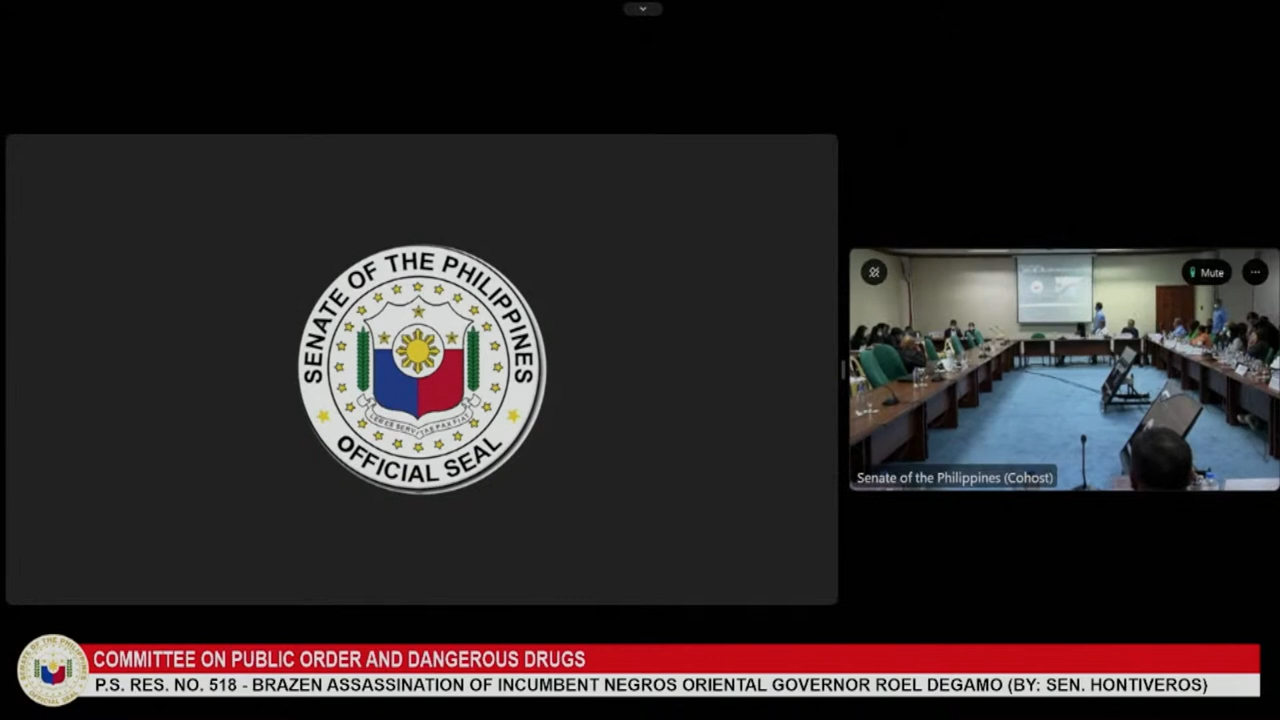 SENATE OF THE PHILIPPINES
OFFICIAL SEAL
Mute
Senate of the Philippines (Cohost)
COMMITTEE ON PUBLIC ORDER AND DANGEROUS DRUGS
P.S. RES. NO. 518 - BRAZEN ASSASSINATION OF INCUMBENT NEGROS ORIENTAL GOVERNOR ROEL DEGAMO (BY: SEN. HONTIVEROS)